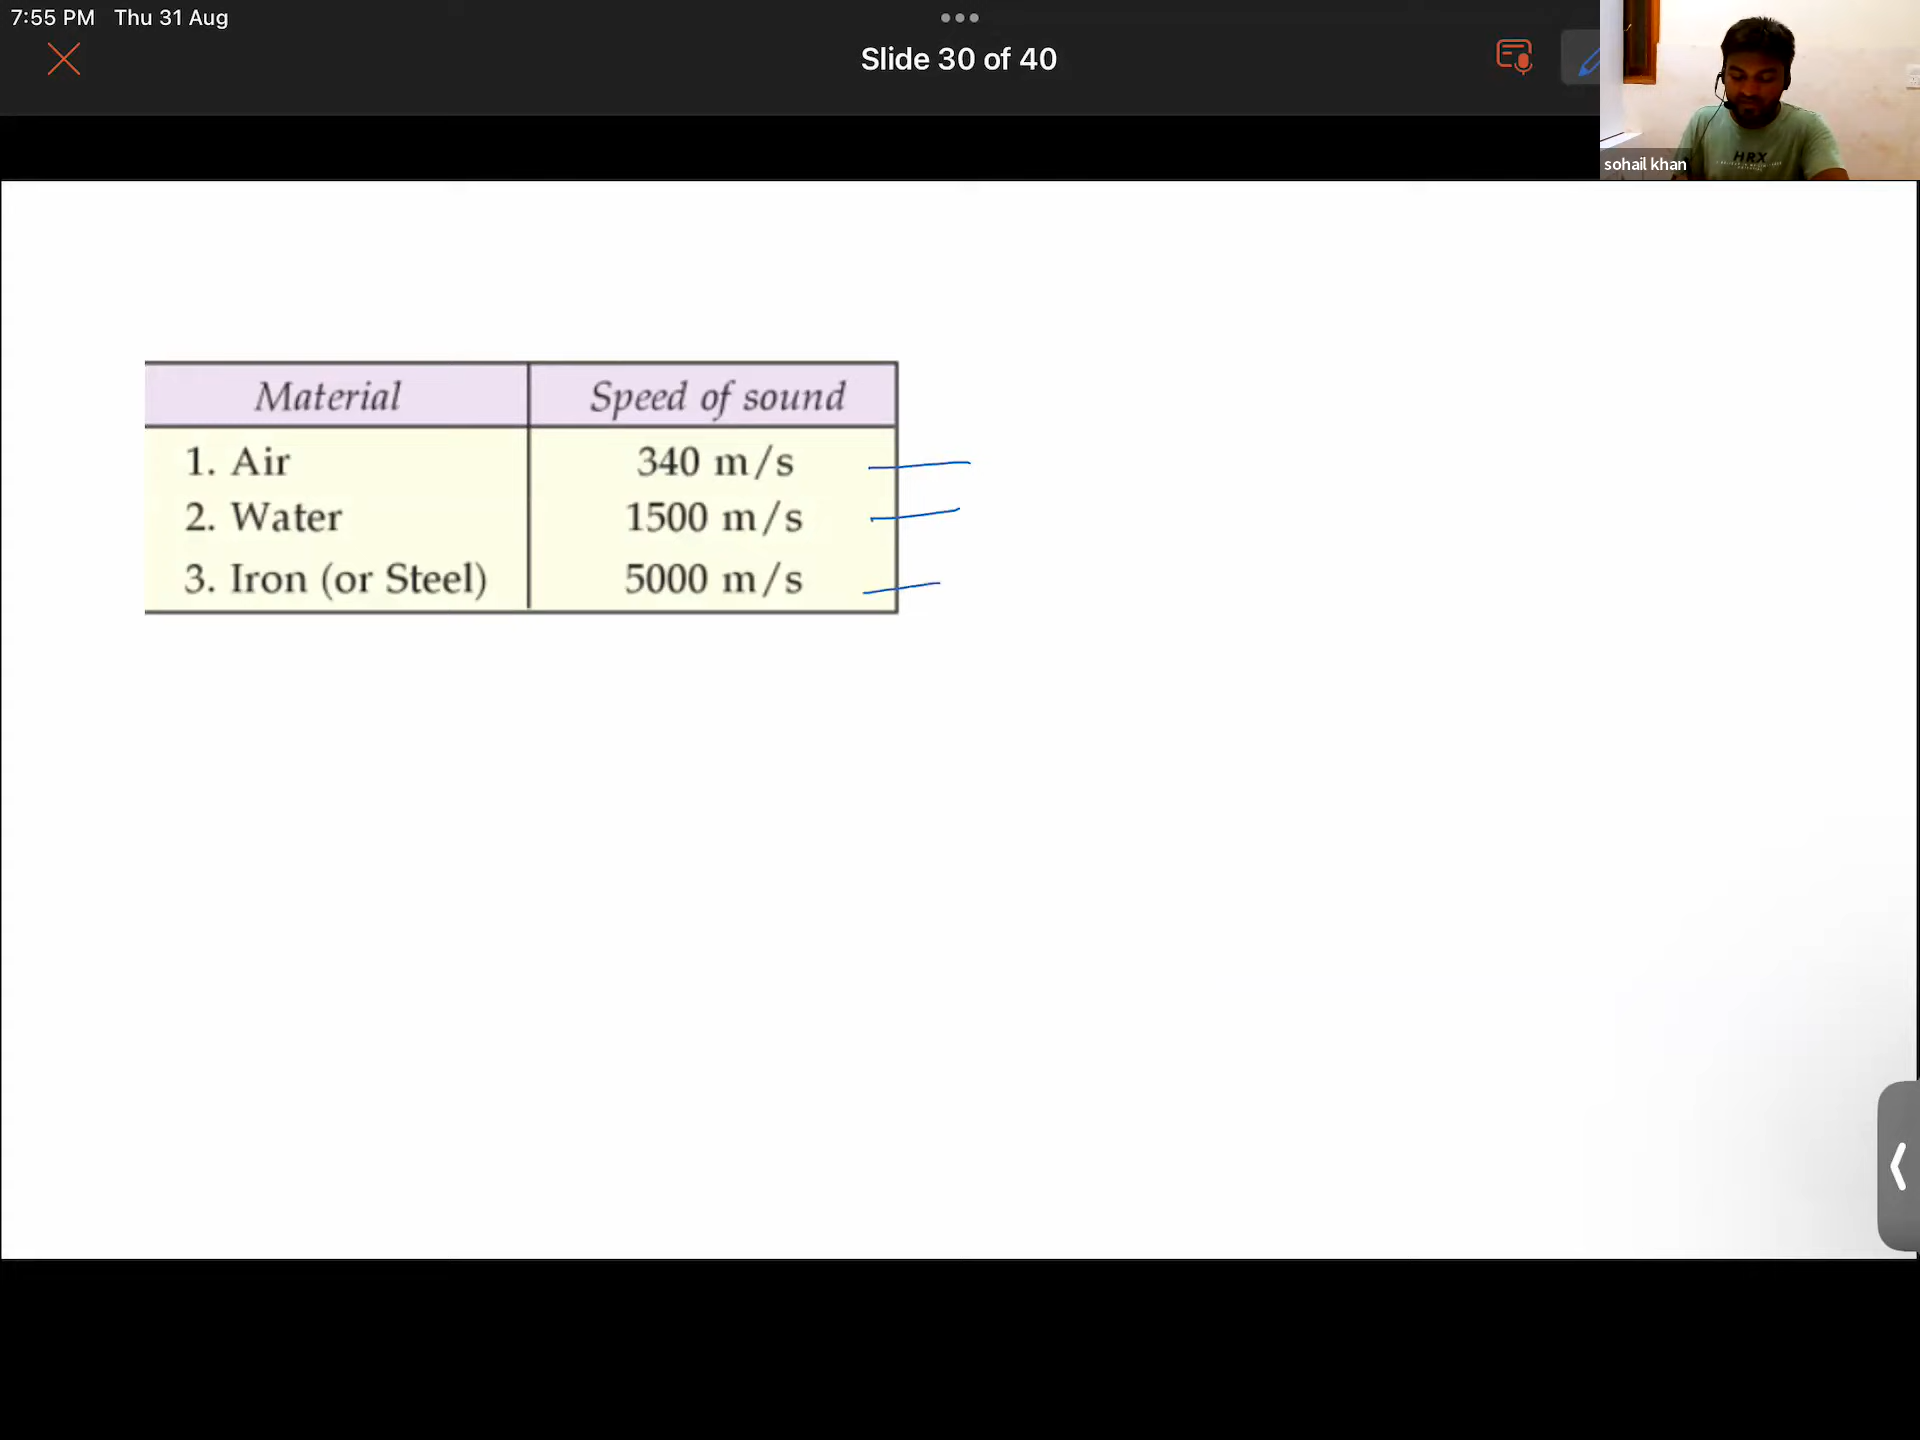 7:55 PM Thu 31 Aug
Slide 30 of 40
HRX
sohail khan
Material Speed of sound
1. Air 340 m/s
2. Water 1500 m/s
3. Iron (or Steel) 5000 m/s